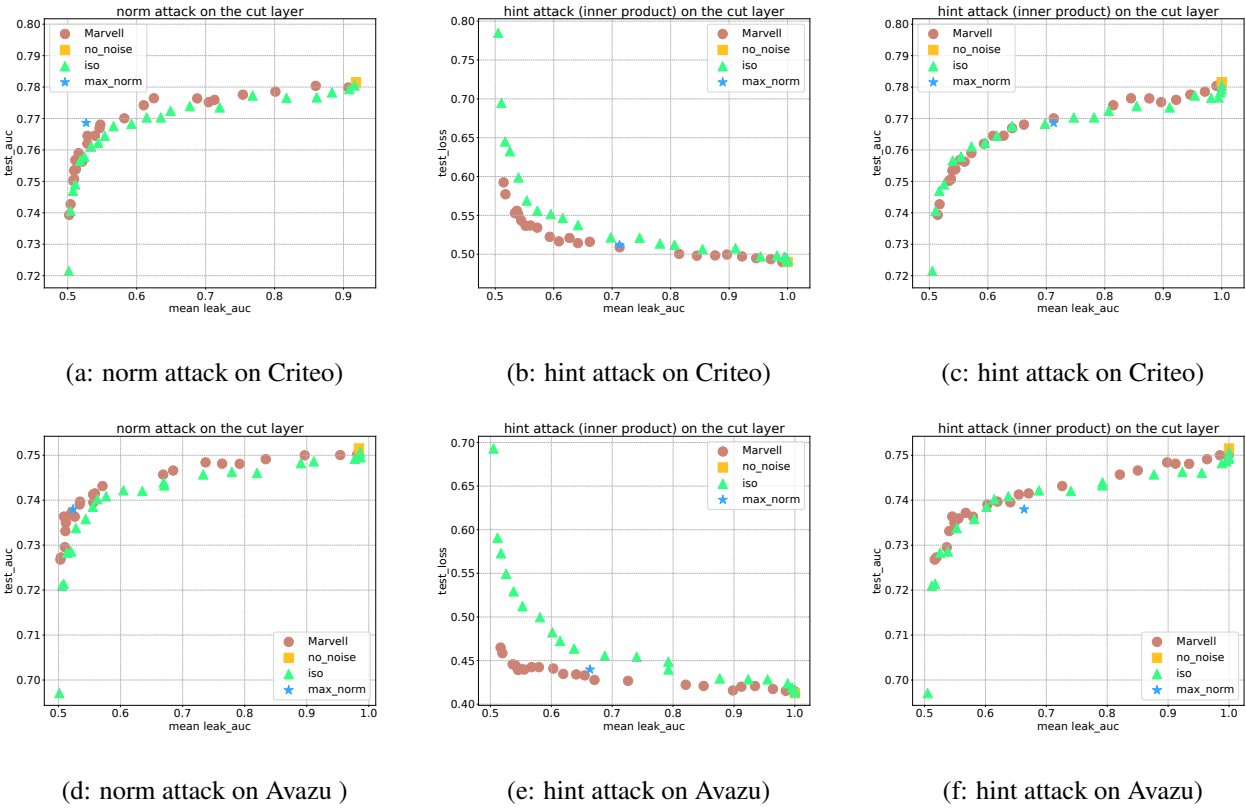 norm attack on the cut layer
0.80
0.79
0.78
0.77
0.76
0.75
0.74
0.73
0.72
test_auc
Marvell
no_noise
iso
max_norm
0.5 0.6 0.7 0.8 0.9
mean leak_auc
(a: norm attack on Criteo)
hint attack (inner product) on the cut layer
0.80
0.75
0.70
0.65
0.60
0.55
0.50
test_loss
Marvell
no_noise
iso
max_norm
0.5 0.6 0.7 0.8 0.9 1.0
mean leak_auc
(b: hint attack on Criteo)
hint attack (inner product) on the cut layer
0.80
0.79
0.78
0.77
0.76
0.75
0.74
0.73
0.72
test_auc
Marvell
no_noise
iso
max_norm
0.5 0.6 0.7 0.8 0.9 1.0
mean leak_auc
(c: hint attack on Criteo)
norm attack on the cut layer
0.75
0.74
0.73
0.72
0.71
0.70
test_auc
Marvell
no_noise
iso
max_norm
0.5 0.6 0.7 0.8 0.9 1.0
mean leak_auc
(d: norm attack on Avazu )
hint attack (inner product) on the cut layer
0.70
0.65
0.60
0.55
0.50
0.45
0.40
test_loss
Marvell
no_noise
iso
max_norm
0.5 0.6 0.7 0.8 0.9 1.0
mean leak_auc
(e: hint attack on Avazu)
hint attack (inner product) on the cut layer
0.75
0.74
0.73
0.72
0.71
0.70
test_auc
Marvell
no_noise
iso
max_norm
0.5 0.6 0.7 0.8 0.9 1.0
mean leak_auc
(f: hint attack on Avazu)